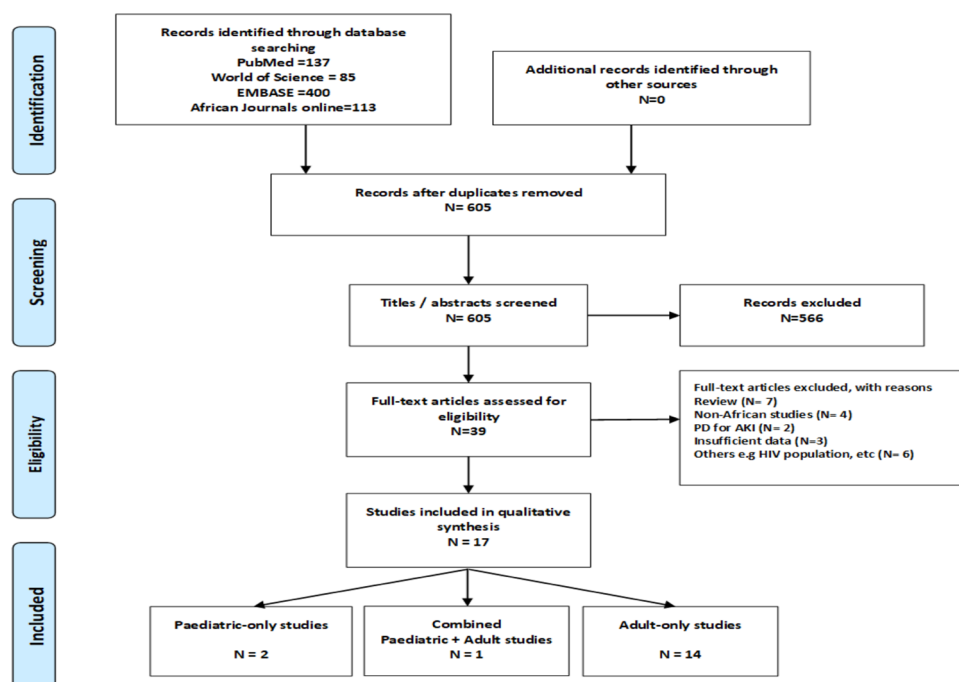 Identification
Records identified through database
searching
PubMed =137
World of Science = 85
EMBASE =400
African Journals online=113
Additional records identified through
other sources
N=0
Records after duplicates removed
N= 605
Screening
Titles / abstracts screened
N= 605
Records excluded
N=566
Eligibility
Full-text articles assessed for
eligibility
N=39
Full-text articles excluded, with reasons
Review (N= 7)
Non-African studies (N= 4)
PD for AKI (N= 2)
Insufficient data (N=3)
Others e.g HIV population, etc (N= 6)
Studies included in qualitative
synthesis
N = 17
Included
Paediatric-only studies
N = 2
Combined
Paediatric + Adult studies
N = 1
Adult-only studies
N = 14